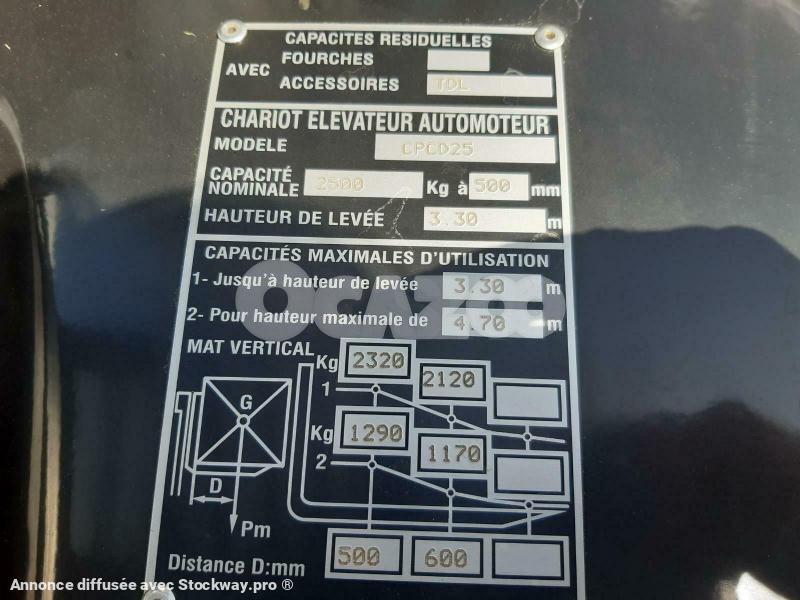 CAPACITES RESIDUELLES
AVEC FOURCHES
ACCESSOIRES TDL
CHARIOT ELEVATEUR AUTOMOTEUR
MODELE CPCD25
CAPACITÉ NOMINALE 2500 Kg à 500 mm
HAUTEUR DE LEVÉE 3.30 m
CAPACITÉS MAXIMALES D'UTILISATION
1- Jusqu'à hauteur de levée 3.30 m
2- Pour hauteur maximale de 4.70 m
OCAZOO
MAT VERTICAL
Kg 2320 2120
1
G
Kg 1290 1170
2
D
Pm
Distance D:mm 500 600
Annonce diffusée avec Stockway.pro ®